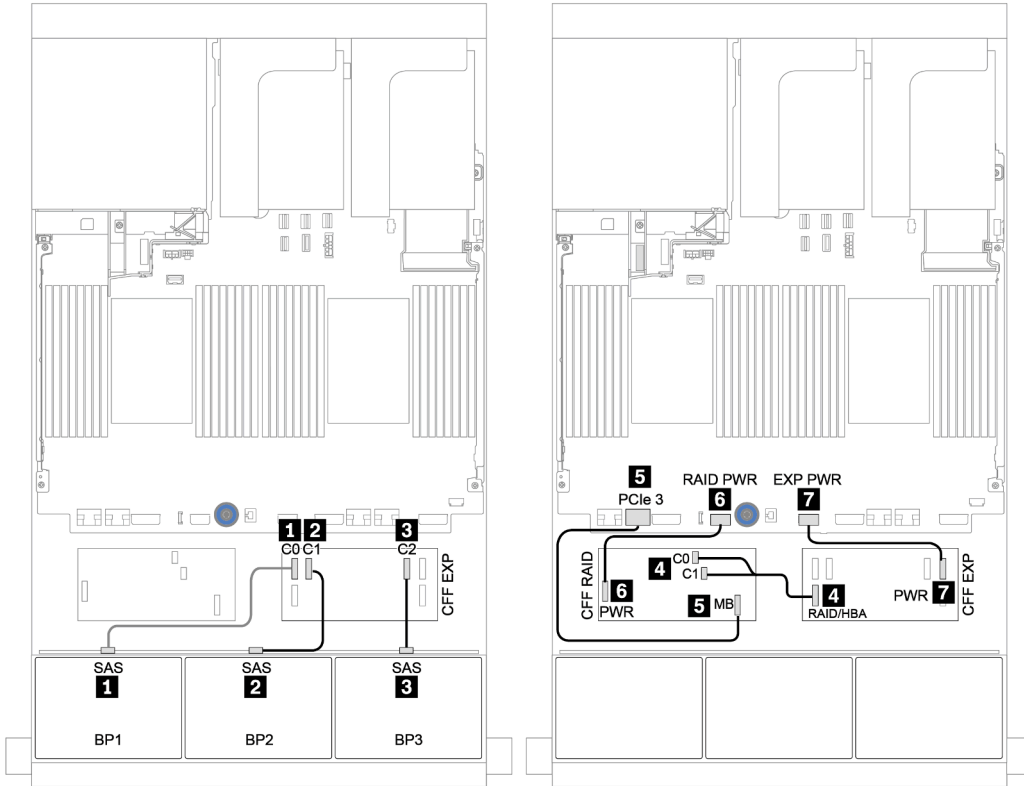 1 2 3
C0 C1 C2
CFF EXP
SAS SAS SAS
1 2 3
BP1 BP2 BP3
5 RAID PWR EXP PWR
PCIe 3 6 7
CFF RAID
C0
4 C1
6
PWR
5 MB
4
RAID/HBA
PWR 7
CFF EXP